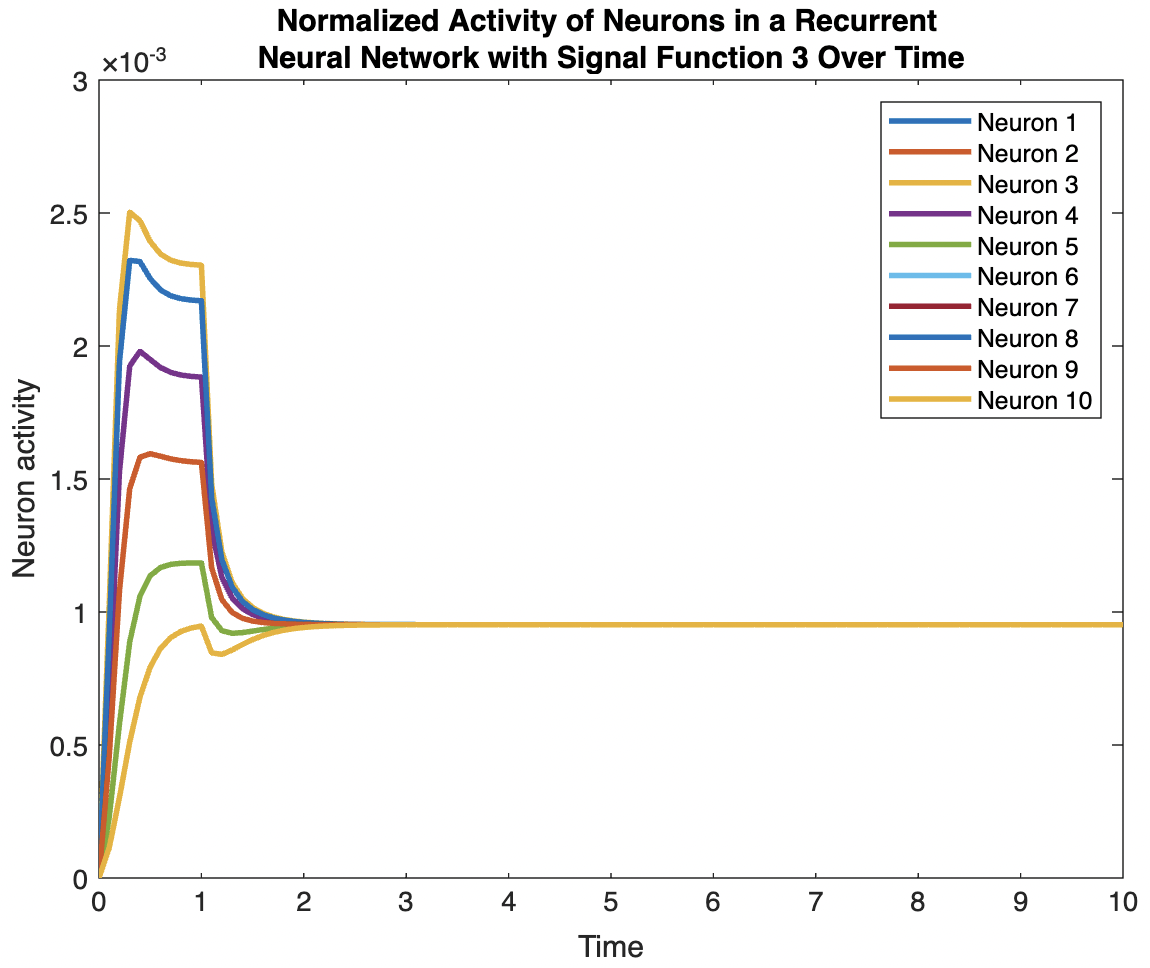 Normalized Activity of Neurons in a Recurrent
Neural Network with Signal Function 3 Over Time
×10-3
3
2.5
2
1.5
1
0.5
0
Neuron activity
0 1 2 3 4 5 6 7 8 9 10
Time
Neuron 1
Neuron 2
Neuron 3
Neuron 4
Neuron 5
Neuron 6
Neuron 7
Neuron 8
Neuron 9
Neuron 10